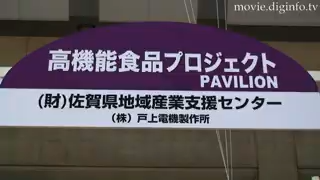 movie.diginfo.tv
高機能食品プロジェクト
PAVILION
(財)佐賀県地域産業支援センター
(株)戸上電機製作所